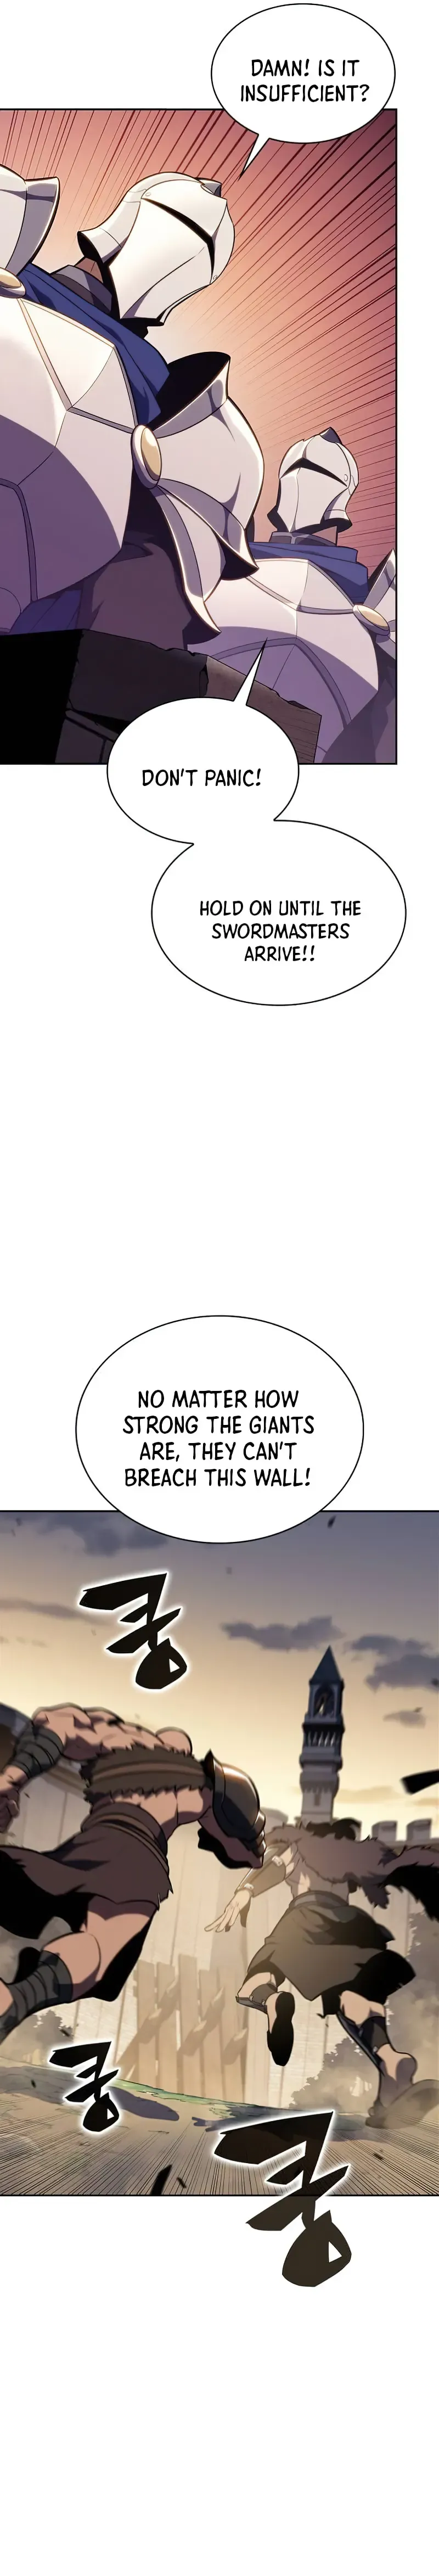 DAMN! IS IT
INSUFFICIENT?
DON'T PANIC!
HOLD ON UNTIL THE
SWORDMASTERS
ARRIVE!!
NO MATTER HOW
STRONG THE GIANTS
ARE, THEY CAN'T
BREACH THIS WALL!
쿵
쿵
쿵